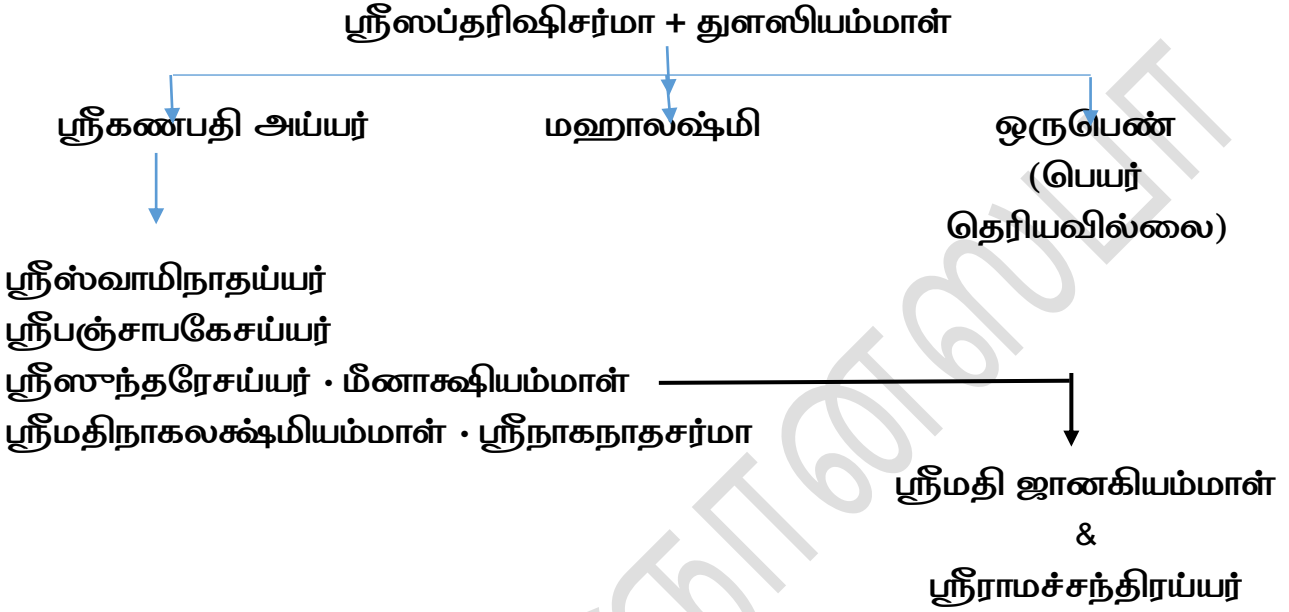 ஸ்ரீஸப்தரிஷிசர்மா + துளஸியம்மாள்
ஸ்ரீகணபதி அய்யர் மஹாலஷ்மி ஒருபெண்
(பெயர்
தெரியவில்லை)
ஸ்ரீஸ்வாமிநாதய்யர்
ஸ்ரீபஞ்சாபகேசய்யர்
ஸ்ரீஸுந்தரேசய்யர் · மீனாக்ஷியம்மாள்
ஸ்ரீமதிநாகலக்ஷ்மியம்மாள் · ஸ்ரீநாகநாதசர்மா
ஸ்ரீமதி ஜானகியம்மாள்
&
ஸ்ரீராமச்சந்திரய்யர்